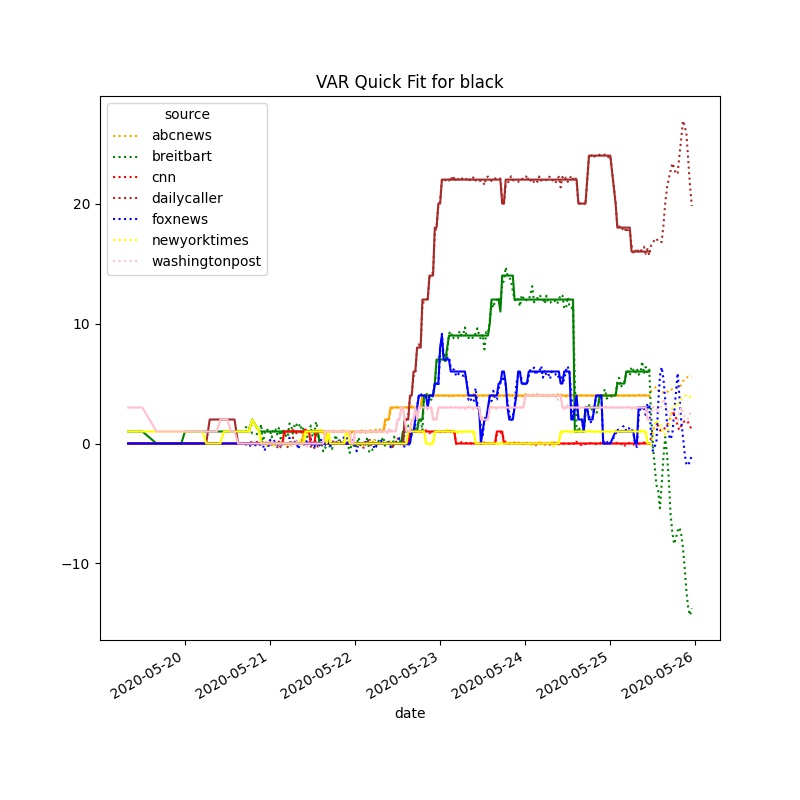 VAR Quick Fit for black
source
abcnews
breitbart
cnn
dailycaller
foxnews
newyorktimes
washingtonpost
20
10
0
−10
2020-05-20
2020-05-21
2020-05-22
2020-05-23
2020-05-24
2020-05-25
2020-05-26
date